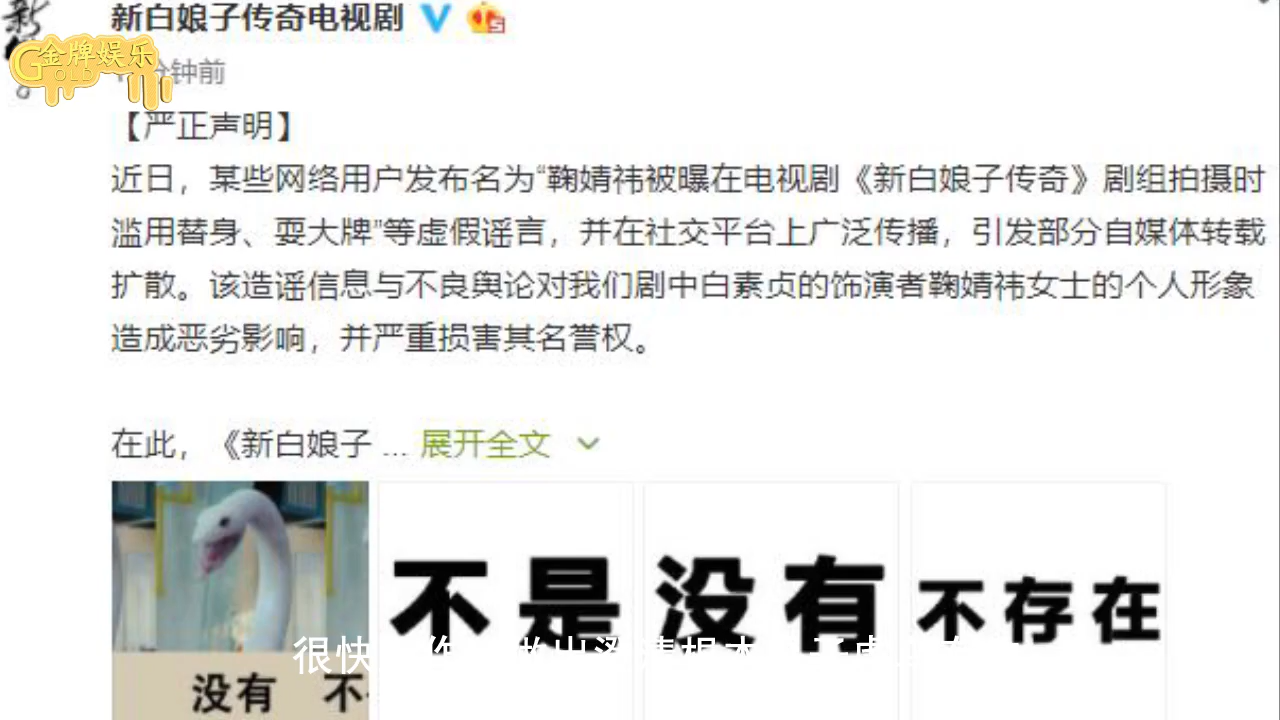 新白娘子传奇电视剧
金牌娱乐
GOLD
分钟前
【严正声明】
近日，某些网络用户发布名为“鞠婧祎被曝在电视剧《新白娘子传奇》剧组拍摄时
滥用替身、耍大牌”等虚假谣言，并在社交平台上广泛传播，引发部分自媒体转载
扩散。该造谣信息与不良舆论对我们剧中白素贞的饰演者鞠婧祎女士的个人形象
造成恶劣影响，并严重损害其名誉权。
在此，《新白娘子 ... 展开全文
不是
没有
不存在
没有 不
很快